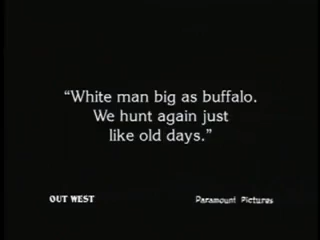 “White man big as buffalo.
We hunt again just
like old days.”
OUT WEST
Paramount Pictures